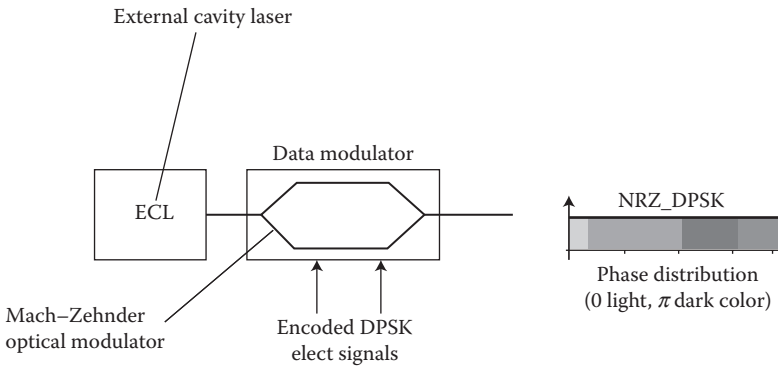 External cavity laser
Data modulator
ECL
NRZ_DPSK
Phase distribution
(0 light, π dark color)
Mach–Zehnder
optical modulator
Encoded DPSK
elect signals